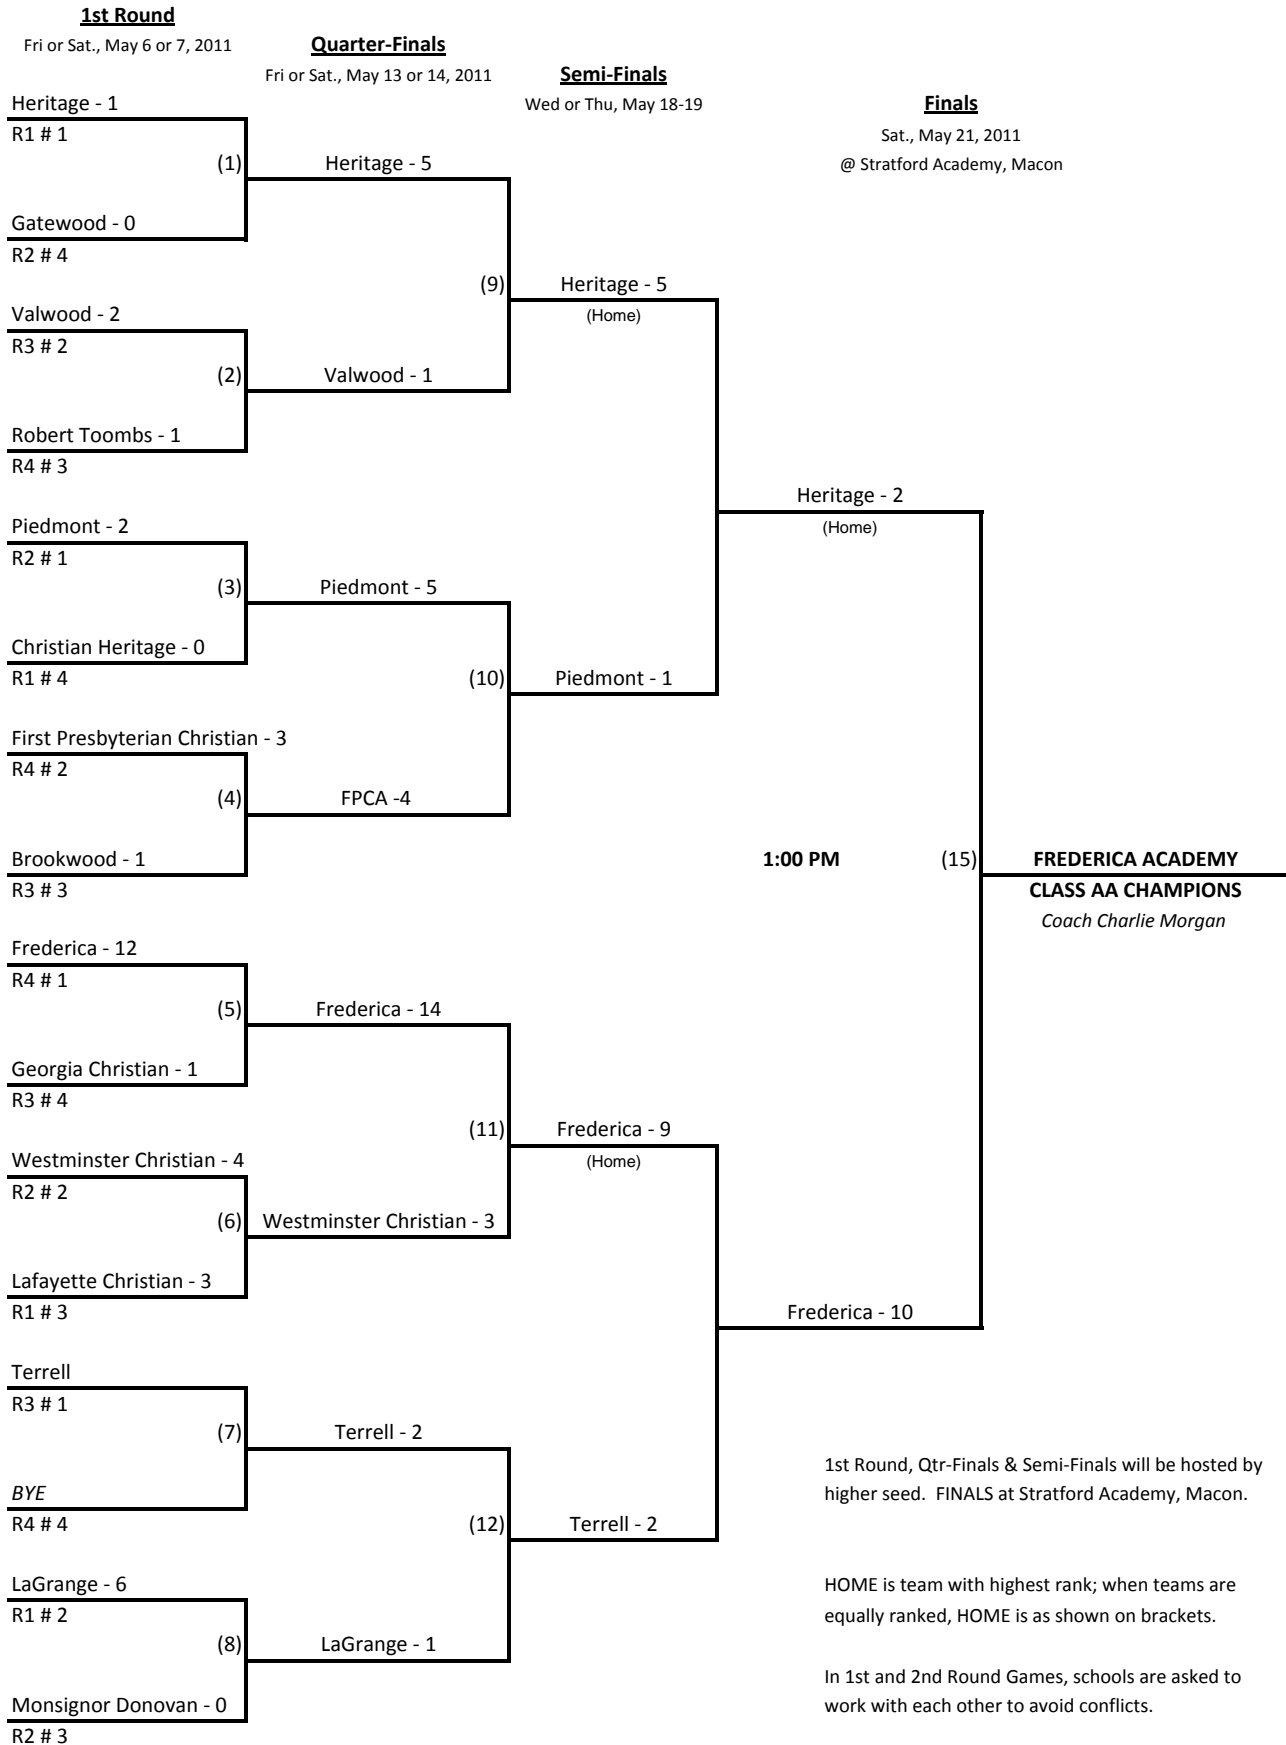 1st Round
Fri or Sat., May 6 or 7, 2011
Quarter-Finals
Fri or Sat., May 13 or 14, 2011
Semi-Finals
Wed or Thu, May 18-19
Finals
Sat., May 21, 2011
@ Stratford Academy, Macon
Heritage - 1
R1 # 1
(1)
Heritage - 5
Gatewood - 0
R2 # 4
(9)
Heritage - 5
(Home)
Valwood - 2
R3 # 2
(2)
Valwood - 1
Robert Toombs - 1
R4 # 3
Heritage - 2
(Home)
Piedmont - 2
R2 # 1
(3)
Piedmont - 5
Christian Heritage - 0
R1 # 4
(10)
Piedmont - 1
First Presbyterian Christian - 3
R4 # 2
(4)
FPCA -4
Brookwood - 1
R3 # 3
1:00 PM
(15)
FREDERICA ACADEMY
CLASS AA CHAMPIONS
Coach Charlie Morgan
Frederica - 12
R4 # 1
(5)
Frederica - 14
Georgia Christian - 1
R3 # 4
(11)
Frederica - 9
(Home)
Westminster Christian - 4
R2 # 2
(6)
Westminster Christian - 3
Lafayette Christian - 3
R1 # 3
Frederica - 10
Terrell
R3 # 1
(7)
Terrell - 2
BYE
R4 # 4
(12)
Terrell - 2
LaGrange - 6
R1 # 2
(8)
LaGrange - 1
Monsignor Donovan - 0
R2 # 3
1st Round, Qtr-Finals & Semi-Finals will be hosted by
higher seed.  FINALS at Stratford Academy, Macon.
HOME is team with highest rank; when teams are
equally ranked, HOME is as shown on brackets.
In 1st and 2nd Round Games, schools are asked to
work with each other to avoid conflicts.